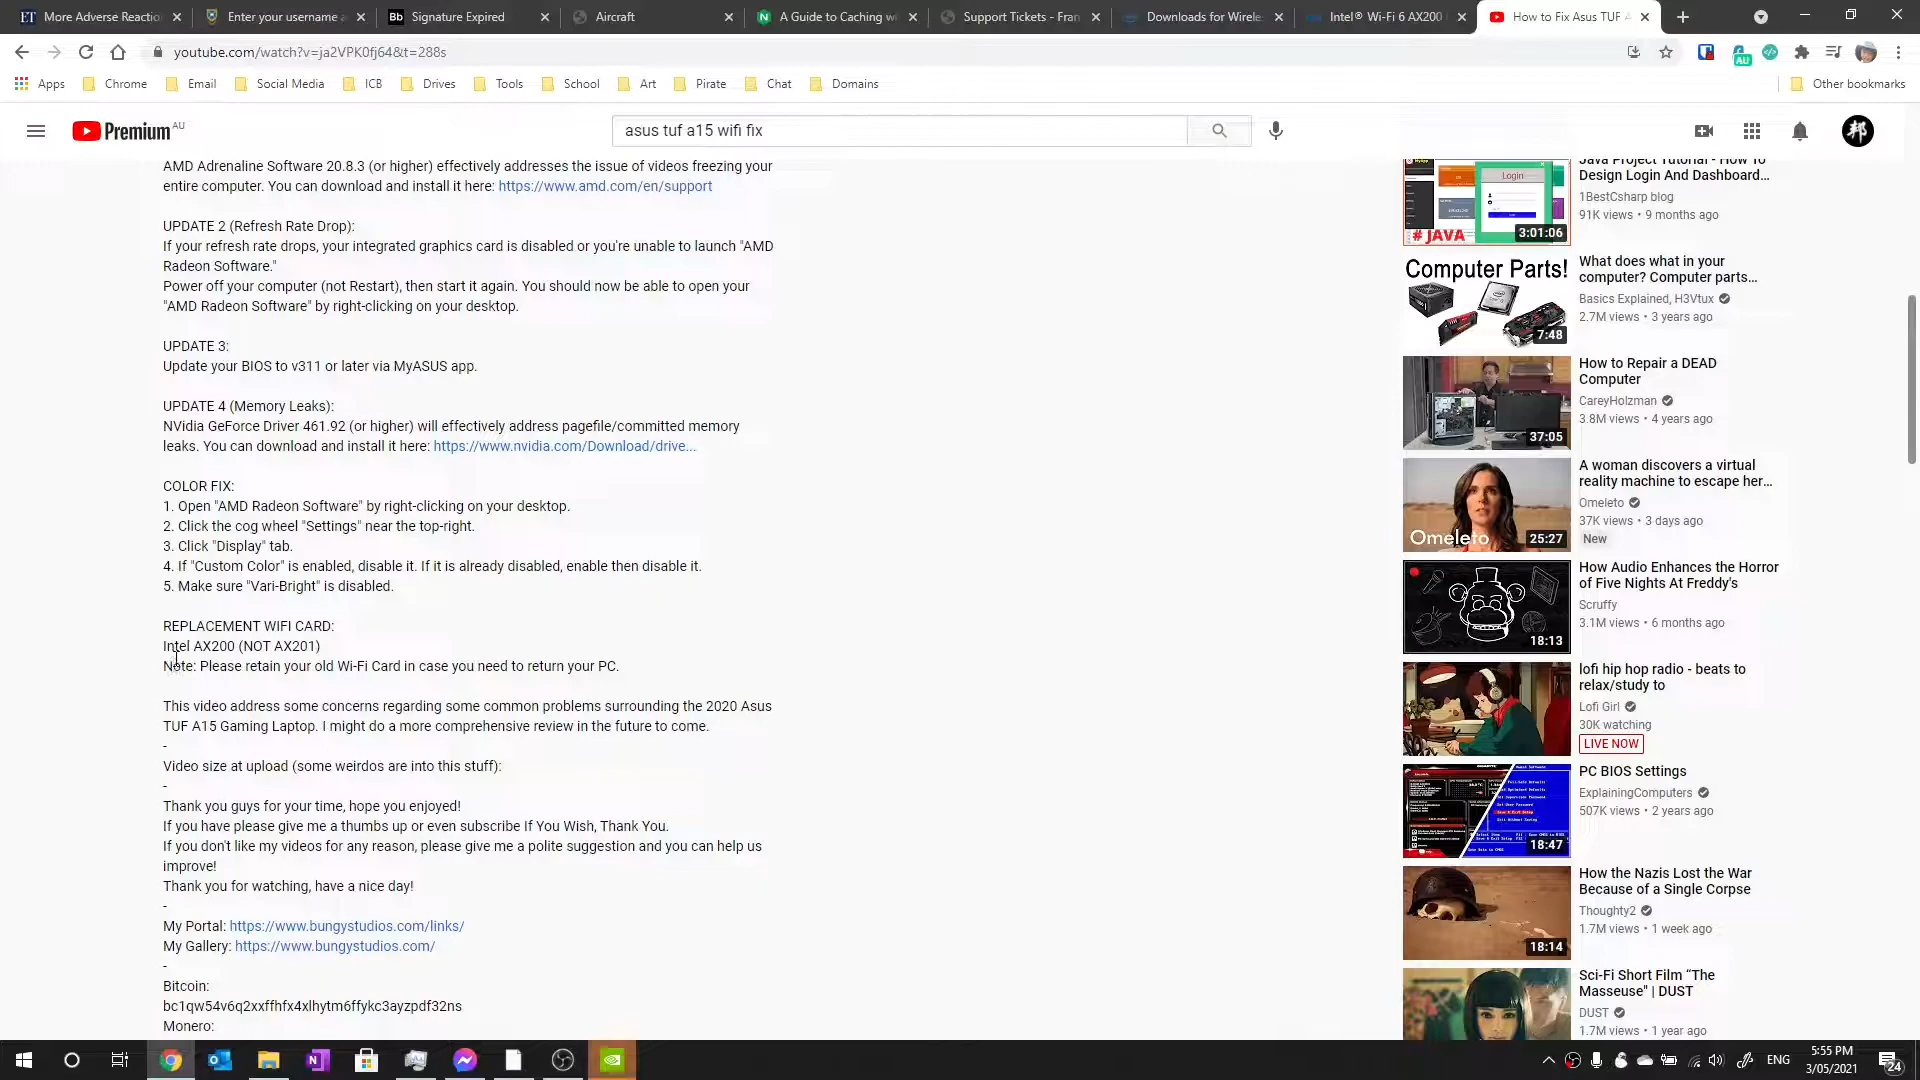 More Adverse Reactio
Enter your username a
Bb Signature Expired
Aircraft
A Guide to Caching w
Support Tickets - Fran
Downloads for Wirele
Intel® Wi-Fi 6 AX200
How to Fix Asus TUF A
youtube.com/watch?v=ja2VPK0fj64&t=288s
AU
Apps Chrome Email Social Media ICB Drives Tools School Art Pirate Chat Domains Other bookmarks
Premium AU
asus tuf a15 wifi fix
AMD Adrenaline Software 20.8.3 (or higher) effectively addresses the issue of videos freezing your
entire computer. You can download and install it here: https://www.amd.com/en/support
UPDATE 2 (Refresh Rate Drop):
If your refresh rate drops, your integrated graphics card is disabled or you're unable to launch "AMD
Radeon Software."
Power off your computer (not Restart), then start it again. You should now be able to open your
"AMD Radeon Software" by right-clicking on your desktop.
UPDATE 3:
Update your BIOS to v311 or later via MyASUS app.
UPDATE 4 (Memory Leaks):
NVidia GeForce Driver 461.92 (or higher) will effectively address pagefile/committed memory
leaks. You can download and install it here: https://www.nvidia.com/Download/drive...
COLOR FIX:
1. Open "AMD Radeon Software" by right-clicking on your desktop.
2. Click the cog wheel "Settings" near the top-right.
3. Click "Display" tab.
4. If "Custom Color" is enabled, disable it. If it is already disabled, enable then disable it.
5. Make sure "Vari-Bright" is disabled.
REPLACEMENT WIFI CARD:
Intel AX200 (NOT AX201)
Note: Please retain your old Wi-Fi Card in case you need to return your PC.
This video address some concerns regarding some common problems surrounding the 2020 Asus
TUF A15 Gaming Laptop. I might do a more comprehensive review in the future to come.
-
Video size at upload (some weirdos are into this stuff):
-
Thank you guys for your time, hope you enjoyed!
If you have please give me a thumbs up or even subscribe If You Wish, Thank You.
If you don't like my videos for any reason, please give me a polite suggestion and you can help us
improve!
Thank you for watching, have a nice day!
-
My Portal: https://www.bungystudios.com/links/
My Gallery: https://www.bungystudios.com/
-
Bitcoin:
bc1qw54v6q2xxffhfx4xlhytm6ffykc3ayzpdf32ns
Monero:
Login
# JAVA
3:01:06
Java Project Tutorial - How To
Design Login And Dashboard...
1BestCsharp blog
91K views • 9 months ago
Computer Parts!
7:48
What does what in your
computer? Computer parts...
Basics Explained, H3Vtux
2.7M views • 3 years ago
37:05
How to Repair a DEAD
Computer
CareyHolzman
3.8M views • 4 years ago
Omeleto
25:27
A woman discovers a virtual
reality machine to escape her...
Omeleto
37K views • 3 days ago
New
18:13
How Audio Enhances the Horror
of Five Nights At Freddy's
Scruffy
3.1M views • 6 months ago
lofi hip hop radio - beats to
relax/study to
Lofi Girl
30K watching
LIVE NOW
18:47
PC BIOS Settings
ExplainingComputers
507K views • 2 years ago
18:14
How the Nazis Lost the War
Because of a Single Corpse
Thoughty2
1.7M views • 1 week ago
Sci-Fi Short Film “The
Masseuse" | DUST
DUST
1.7M views • 1 year ago
邦
ENG
5:55 PM
3/05/2021
24